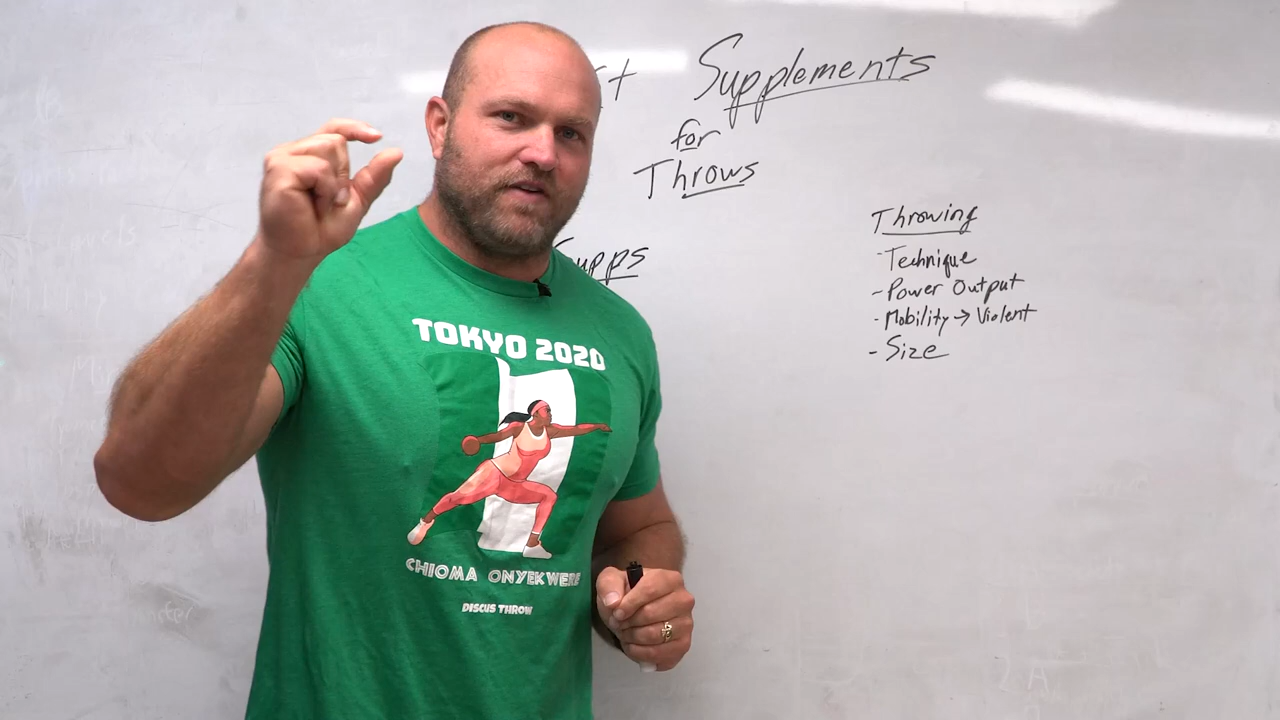 Supplements
for
Throws
Supps
Throwing
- Technique
- Power Output
- Mobility → Violent
- Size
TOKYO 2020
CHIOMA ONYEKWERE
DISCUS THROW